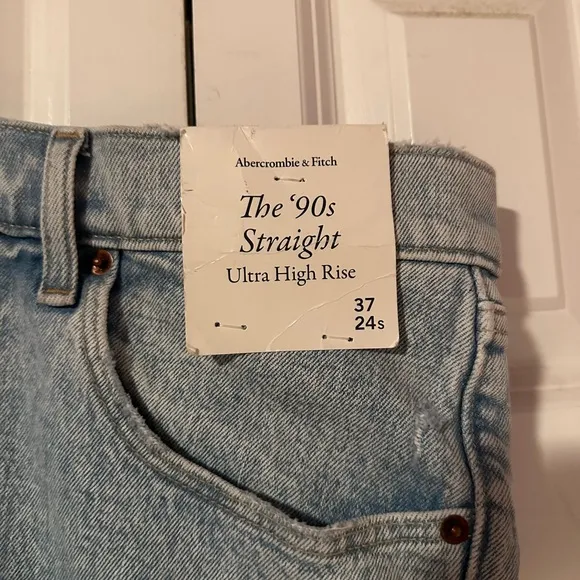 Abercrombie & Fitch
The ‘90s
Straight
Ultra High Rise
37
24s